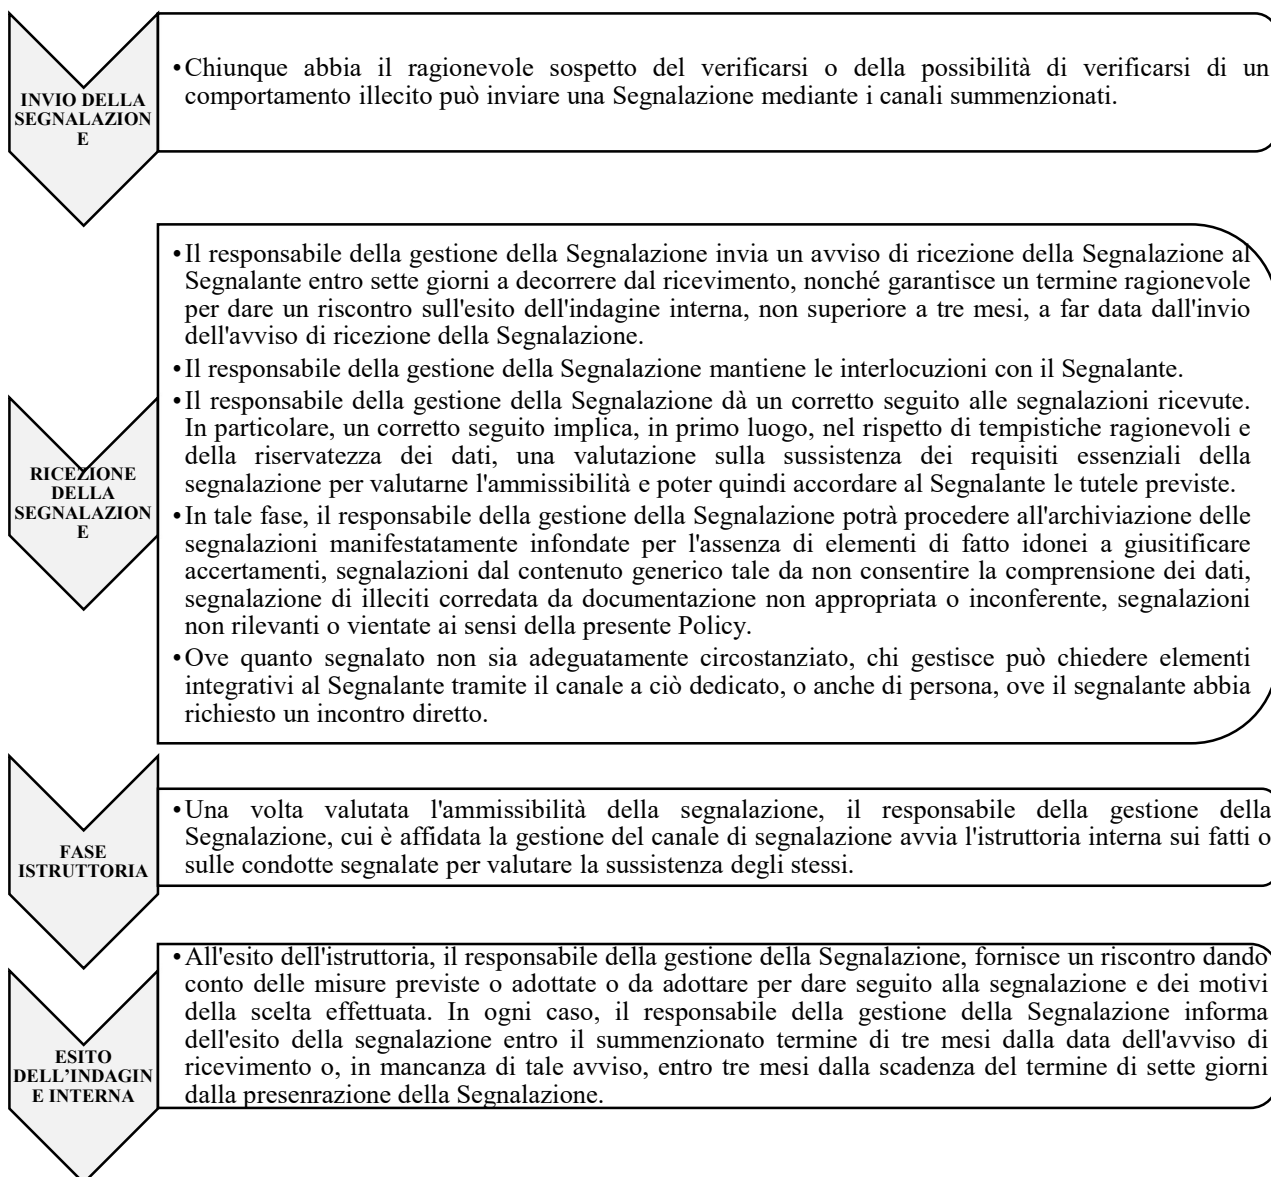 INVIO DELLA
SEGNALAZION
E
•Chiunque abbia il ragionevole sospetto del verificarsi o della possibilità di verificarsi di un
comportamento illecito può inviare una Segnalazione mediante i canali summenzionati.
RICEZIONE
DELLA
SEGNALAZION
E
•Il responsabile della gestione della Segnalazione invia un avviso di ricezione della Segnalazione al
Segnalante entro sette giorni a decorrere dal ricevimento, nonché garantisce un termine ragionevole
per dare un riscontro sull'esito dell'indagine interna, non superiore a tre mesi, a far data dall'invio
dell'avviso di ricezione della Segnalazione.
•Il responsabile della gestione della Segnalazione mantiene le interlocuzioni con il Segnalante.
•Il responsabile della gestione della Segnalazione dà un corretto seguito alle segnalazioni ricevute.
In particolare, un corretto seguito implica, in primo luogo, nel rispetto di tempistiche ragionevoli e
della riservatezza dei dati, una valutazione sulla sussistenza dei requisiti essenziali della
segnalazione per valutarne l'ammissibilità e poter quindi accordare al Segnalante le tutele previste.
•In tale fase, il responsabile della gestione della Segnalazione potrà procedere all'archiviazione delle
segnalazioni manifestatamente infondate per l'assenza di elementi di fatto idonei a giusitificare
accertamenti, segnalazioni dal contenuto generico tale da non consentire la comprensione dei dati,
segnalazione di illeciti corredata da documentazione non appropriata o inconferente, segnalazioni
non rilevanti o vientate ai sensi della presente Policy.
•Ove quanto segnalato non sia adeguatamente circostanziato, chi gestisce può chiedere elementi
integrativi al Segnalante tramite il canale a ciò dedicato, o anche di persona, ove il segnalante abbia
richiesto un incontro diretto.
FASE
ISTRUTTORIA
•Una volta valutata l'ammissibilità della segnalazione, il responsabile della gestione della
Segnalazione, cui è affidata la gestione del canale di segnalazione avvia l'istruttoria interna sui fatti o
sulle condotte segnalate per valutare la sussistenza degli stessi.
ESITO
DELL’INDAGIN
E INTERNA
•All'esito dell'istruttoria, il responsabile della gestione della Segnalazione, fornisce un riscontro dando
conto delle misure previste o adottate o da adottare per dare seguito alla segnalazione e dei motivi
della scelta effettuata. In ogni caso, il responsabile della gestione della Segnalazione informa
dell'esito della segnalazione entro il summenzionato termine di tre mesi dalla data dell'avviso di
ricevimento o, in mancanza di tale avviso, entro tre mesi dalla scadenza del termine di sette giorni
dalla presenrazione della Segnalazione.